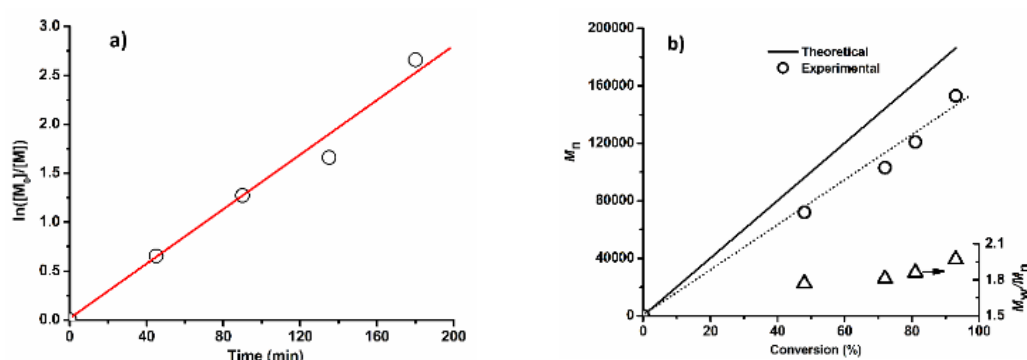 a)
3.0
2.5
2.0
1.5
1.0
0.5
0.0
ln([M₀]/[M])
0 40 80 120 160 200
Time (min)
b)
200000
160000
120000
80000
40000
0
Mn
Theoretical
Experimental
2.1
1.8
1.5
Mw/Mn
0 20 40 60 80 100
Conversion (%)